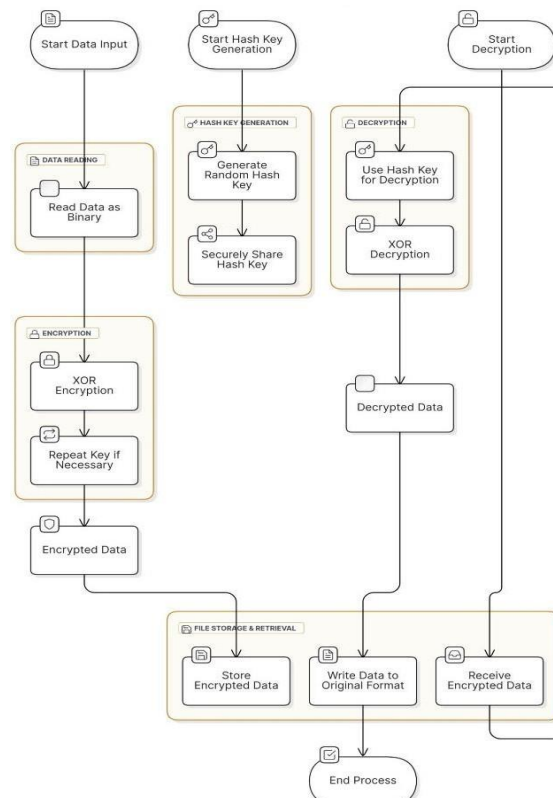 Start Data Input
Start Hash Key
Generation
Start
Decryption
DATA READING
Read Data as
Binary
HASH KEY GENERATION
Generate
Random Hash
Key
Securely Share
Hash Key
DECRYPTION
Use Hash Key
for Decryption
XOR
Decryption
ENCRYPTION
XOR
Encryption
Repeat Key if
Necessary
Encrypted Data
Decrypted Data
FILE STORAGE & RETRIEVAL
Store
Encrypted Data
Write Data to
Original Format
Receive
Encrypted Data
End Process